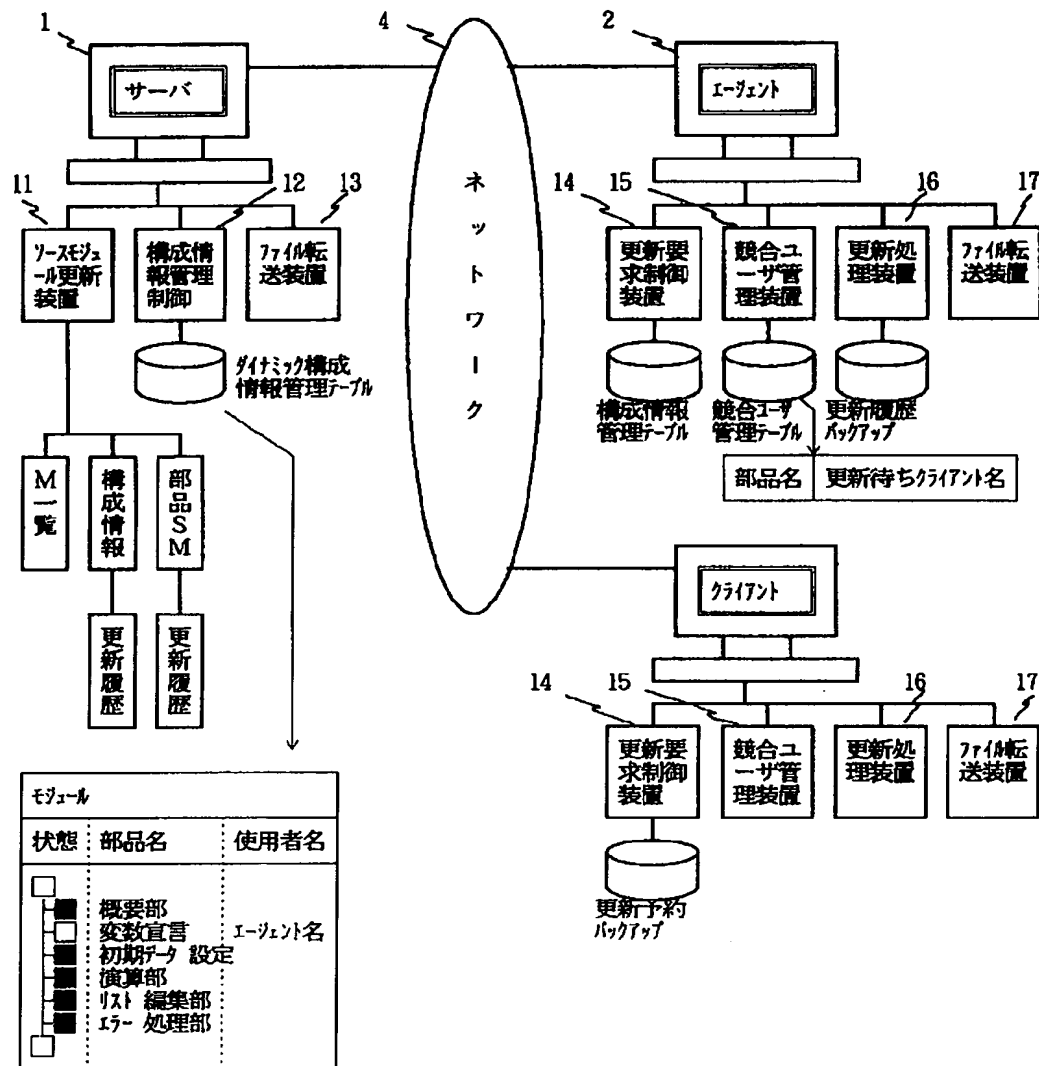 1
4
2
サーバ
エージェント
ネットワーク
11
12
13
14
15
16
17
ソースモジュ
ール更新
装置
構成情
報管理
制御
ファイル転
送装置
更新要
求制御
装置
競合ユ
ーザ管
理装置
更新処
理装置
ファイル転
送装置
ダイナミック構成
情報管理テーブル
構成情報
管理テーブル
競合ユーザ
管理テーブル
更新履歴
バックアップ
部品名
更新待ちクライアント名
M一覧
構成情報
部品SM
更新履歴
更新履歴
クライアント
14
15
16
17
更新要
求制御
装置
競合ユ
ーザ管
理装置
更新処
理装置
ファイル転
送装置
更新予約
バックアップ
モジュール
状態 部品名 使用者名
概要部
変数宣言 エージェント名
初期データ 設定
演算部
リスト 編集部
エラー 処理部